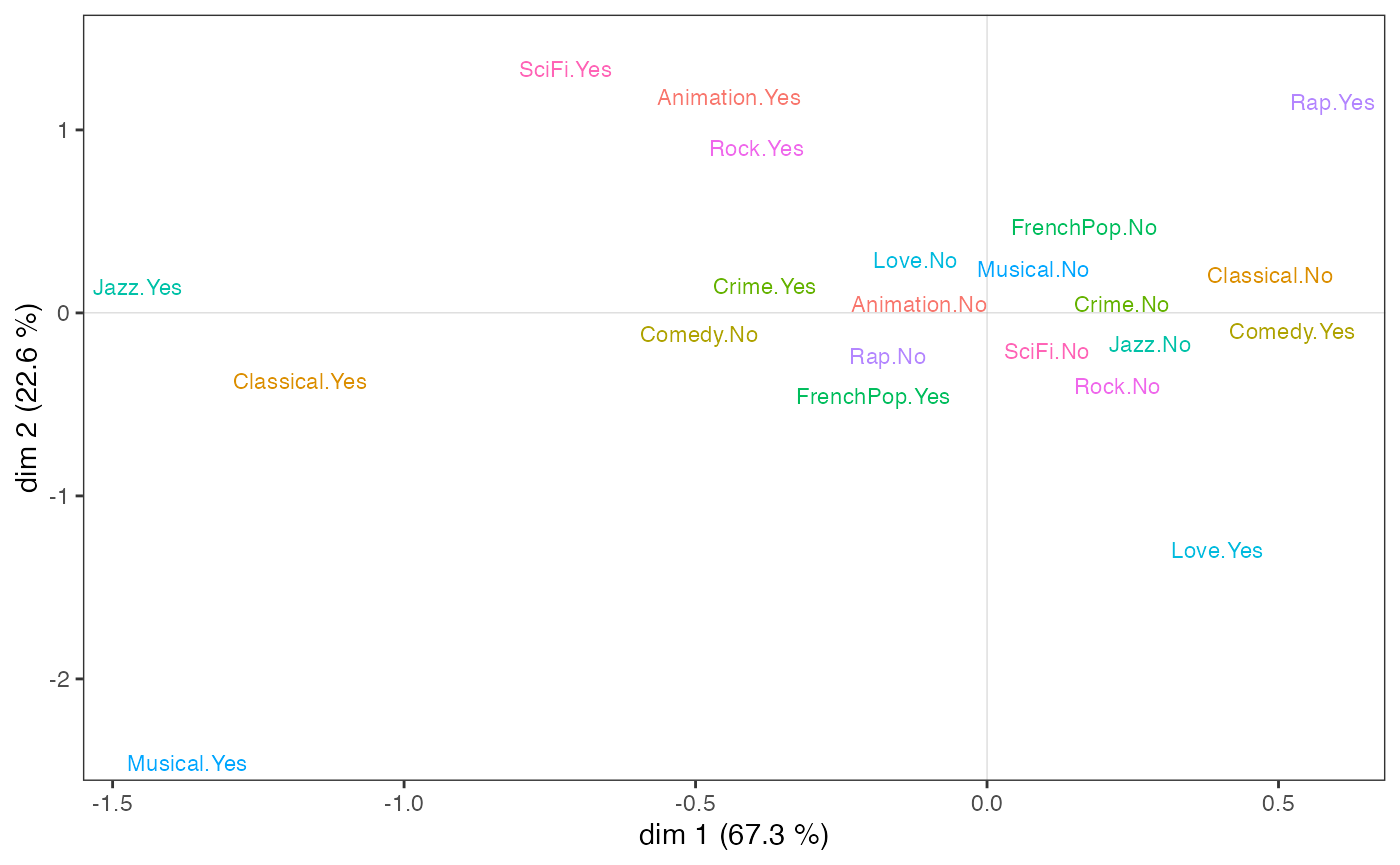 SciFi.Yes
Animation.Yes
Rap.Yes
1
Rock.Yes
FrenchPop.No
Love.No
Musical.No
Classical.No
Jazz.Yes
Crime.Yes
Animation.No
Crime.No
0
Comedy.No
Comedy.Yes
Rap.No
SciFi.No
Jazz.No
Classical.Yes
Rock.No
FrenchPop.Yes
dim 2 (22.6 %)
-1
Love.Yes
-2
Musical.Yes
-1.5 -1.0 -0.5 0.0 0.5
dim 1 (67.3 %)